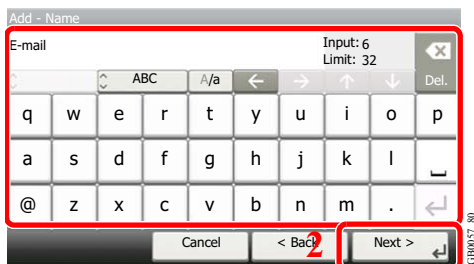 Add - Name
E-mail
Input: 6
Limit: 32
ABC A/a ← → ↑ ↓ Del.
q w e r t y u i o p
a s d f g h j k l
@ z x c v b n m .
Cancel < Back 2 Next >
GB0057_80